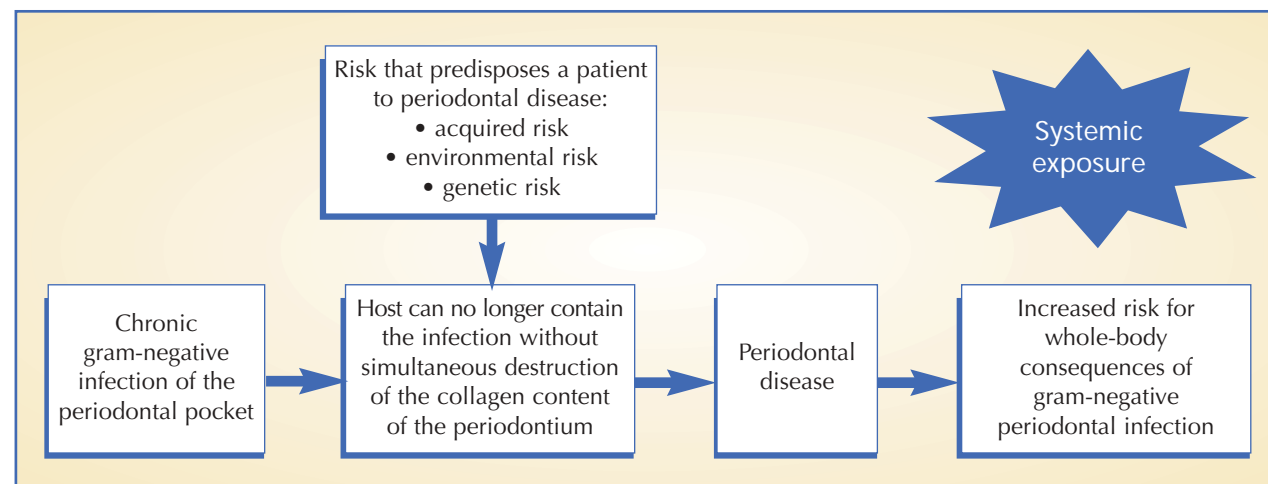 Risk that predisposes a patient
to periodontal disease:
• acquired risk
• environmental risk
• genetic risk
Systemic
exposure
Chronic
gram-negative
infection of the
periodontal pocket
Host can no longer contain
the infection without
simultaneous destruction
of the collagen content
of the periodontium
Periodontal
disease
Increased risk for
whole-body
consequences of
gram-negative
periodontal infection